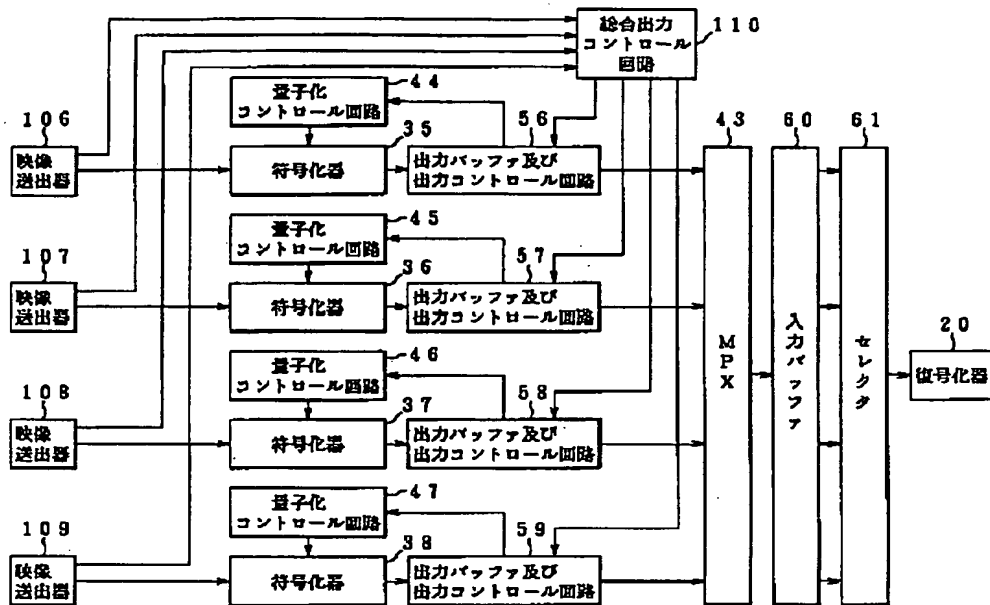 総合出力
コントロール
回路
110
量子化
コントロール回路
44
106
映像
送出器
符号化器
35
出力バッファ及び
出力コントロール回路
56
43
60
61
量子化
コントロール回路
45
107
映像
送出器
符号化器
36
出力バッファ及び
出力コントロール回路
57
MPX
入力バッファ
セレクタ
20
復号化器
量子化
コントロール回路
46
108
映像
送出器
符号化器
37
出力バッファ及び
出力コントロール回路
58
量子化
コントロール回路
47
109
映像
送出器
符号化器
38
出力バッファ及び
出力コントロール回路
59